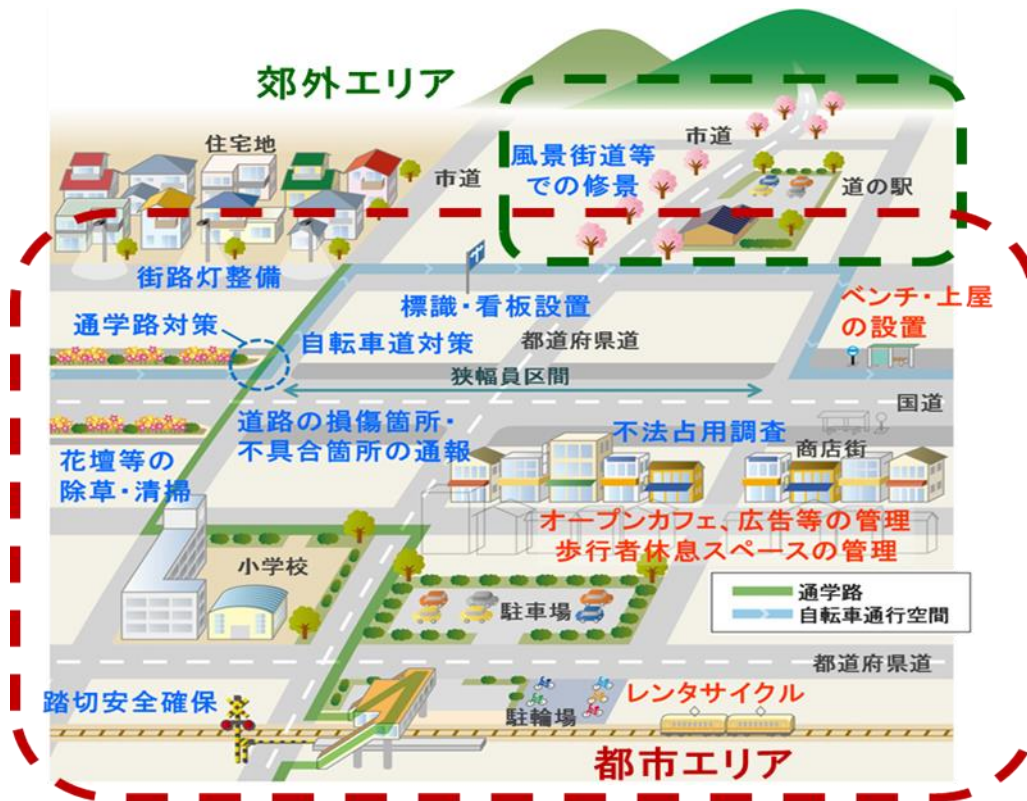 郊外エリア
住宅地
市道
市道
風景街道等
での修景
道の駅
街路灯整備
標識・看板設置
ベンチ・上屋
の設置
通学路対策
自転車道対策
都道府県道
狭幅員区間
国道
道路の損傷箇所・
不具合箇所の通報
不法占用調査
商店街
花壇等の
除草・清掃
オープンカフェ、広告等の管理
歩行者休息スペースの管理
小学校
通学路
自転車通行空間
駐車場
都道府県道
踏切安全確保
駐輪場
レンタサイクル
都市エリア